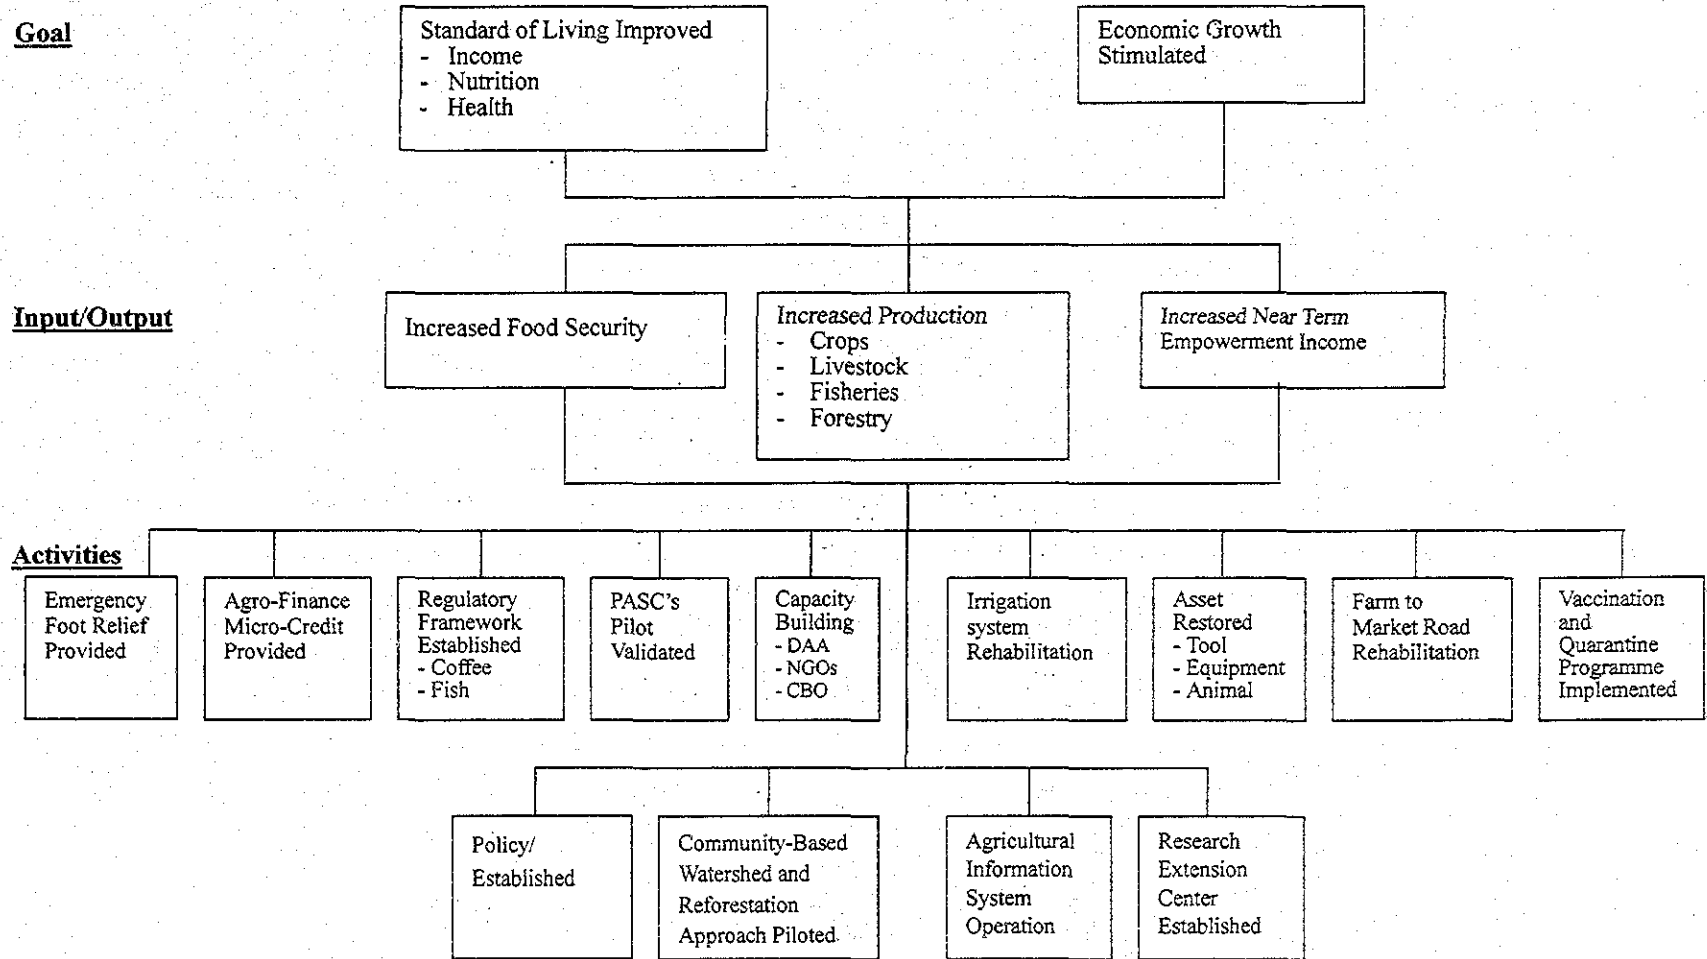 Goal
Standard of Living Improved
- Income
- Nutrition
- Health
Economic Growth
Stimulated
Input/Output
Increased Food Security
Increased Production
- Crops
- Livestock
- Fisheries
- Forestry
Increased Near Term
Empowerment Income
Activities
Emergency
Foot Relief
Provided
Agro-Finance
Micro-Credit
Provided
Regulatory
Framework
Established
- Coffee
- Fish
PASC's
Pilot
Validated
Capacity
Building
- DAA
- NGOs
- CBO
Irrigation
system
Rehabilitation
Asset
Restored
- Tool
- Equipment
- Animal
Farm to
Market Road
Rehabilitation
Vaccination
and
Quarantine
Programme
Implemented
Policy/
Established
Community-Based
Watershed and
Reforestation
Approach Piloted
Agricultural
Information
System
Operation
Research
Extension
Center
Established